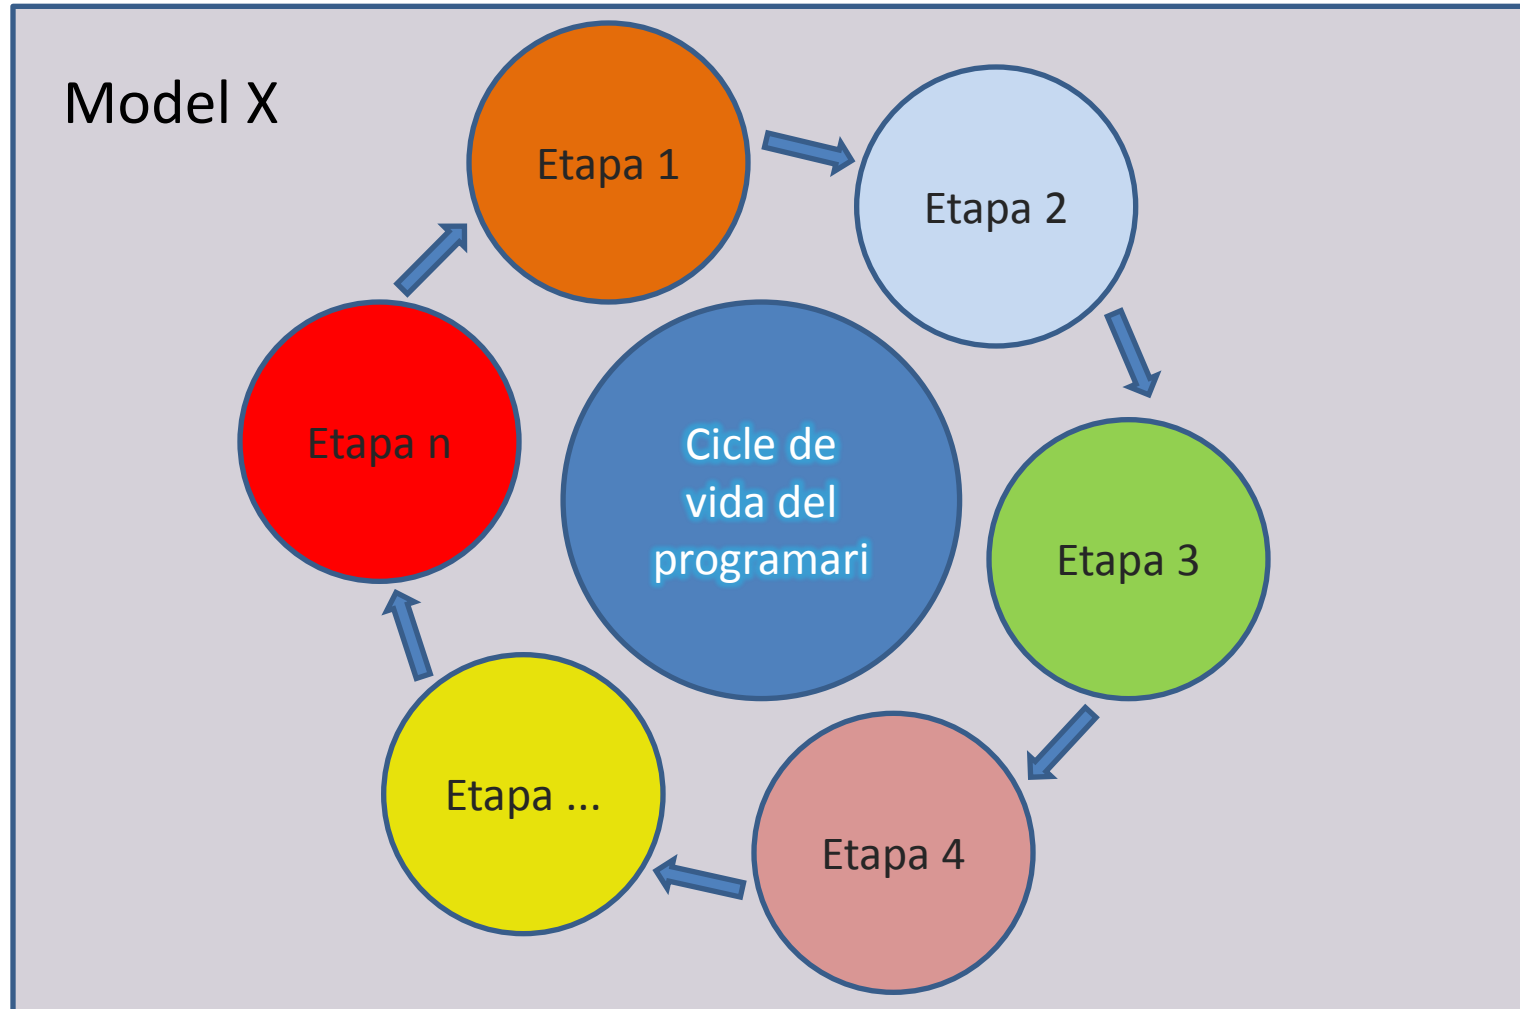 Model X
Etapa 1
Etapa 2
Etapa 3
Etapa 4
Etapa ...
Etapa n
Cicle de
vida del
programari